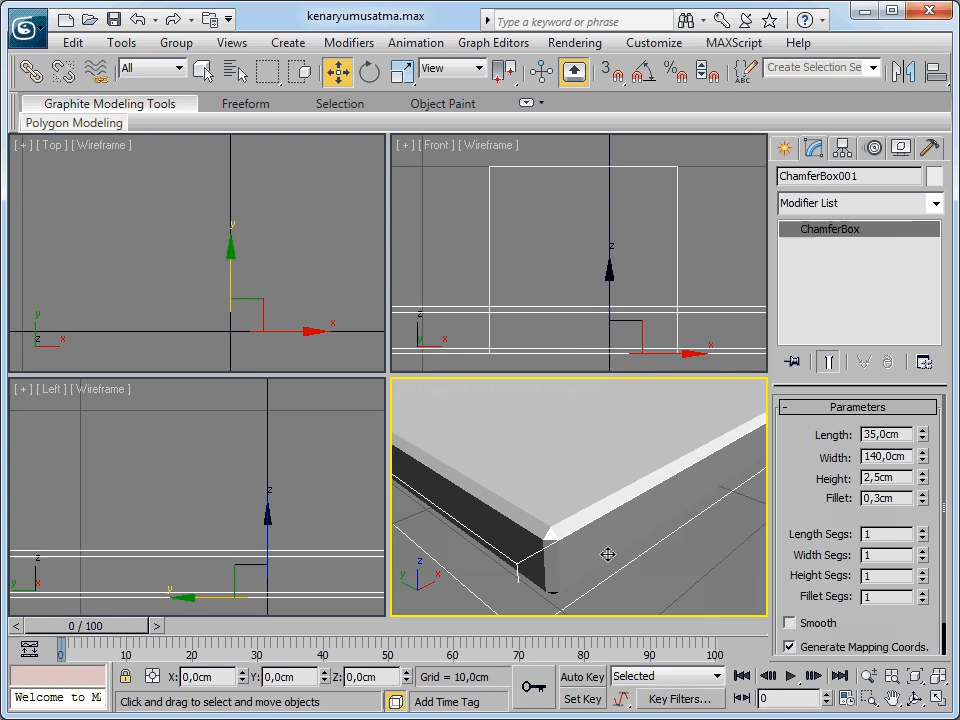 kenaryumusatma.max
Type a keyword or phrase
Edit Tools Group Views Create Modifiers Animation Graph Editors Rendering Customize MAXScript Help
All View 3 % ABC Create Selection Se
Graphite Modeling Tools Freeform Selection Object Paint
Polygon Modeling
[ + ] [ Top ] [ Wireframe ]
y
x
y
z
x
[ + ] [ Front ] [ Wireframe ]
z
x
z
y
x
[ + ] [ Left ] [ Wireframe ]
z
y
z
y
x
z
y
x
ChamferBox001
Modifier List
ChamferBox
- Parameters
Length: 35,0cm
Width: 140,0cm
Height: 2,5cm
Fillet: 0,3cm
Length Segs: 1
Width Segs: 1
Height Segs: 1
Fillet Segs: 1
Smooth
Generate Mapping Coords.
< 0 / 100 >
0 10 20 30 40 50 60 70 80 90 100
X: 0,0cm Y: 0,0cm Z: 0,0cm Grid = 10,0cm Auto Key Selected
Welcome to M Click and drag to select and move objects Add Time Tag Set Key Key Filters... 0